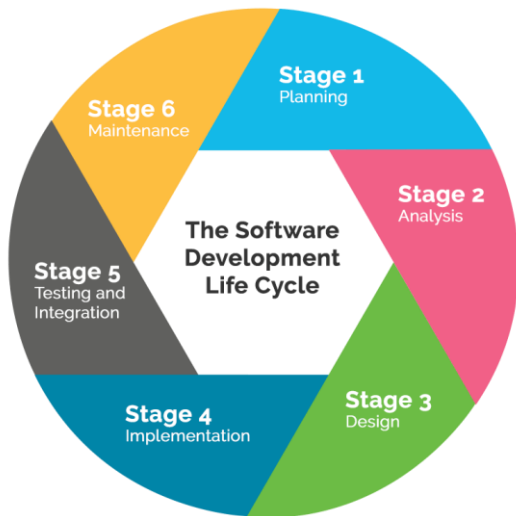 Stage 1
Planning
Stage 2
Analysis
Stage 3
Design
Stage 4
Implementation
Stage 5
Testing and
Integration
Stage 6
Maintenance
The Software
Development
Life Cycle